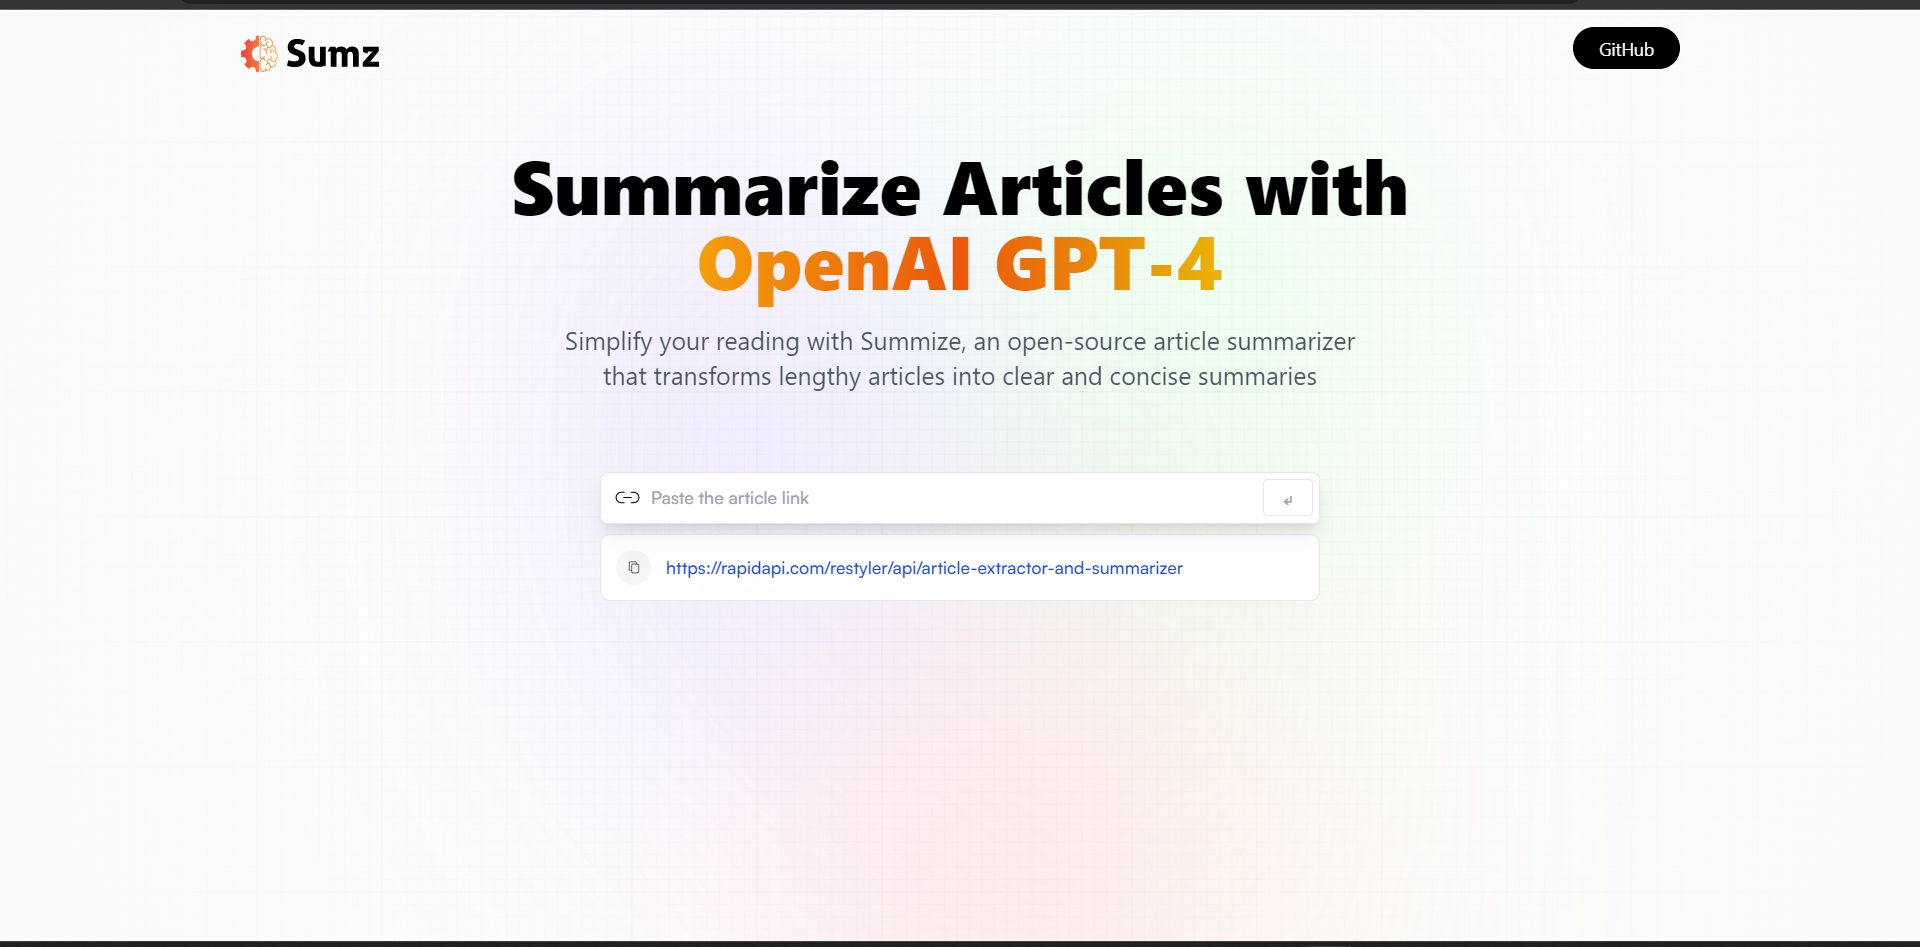 Sumz
GitHub
Summarize Articles with
OpenAI GPT-4
Simplify your reading with Summize, an open-source article summarizer
that transforms lengthy articles into clear and concise summaries
Paste the article link
↲
https://rapidapi.com/restyler/api/article-extractor-and-summarizer